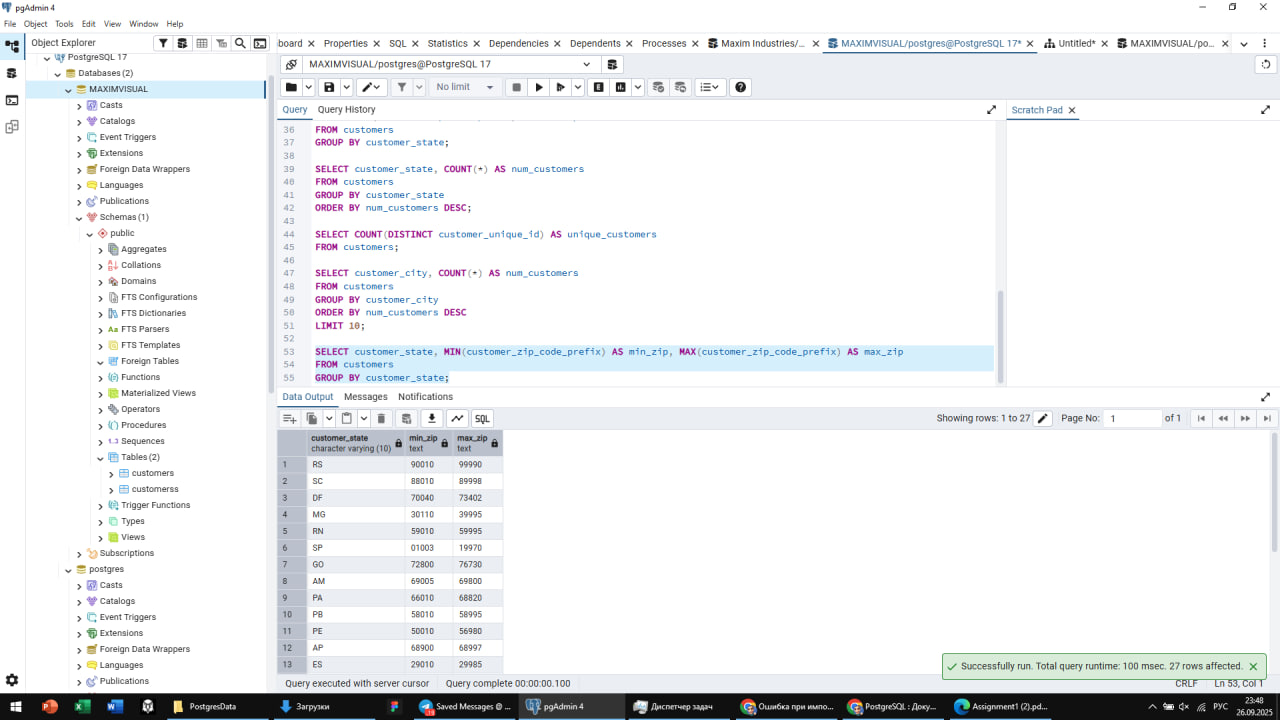 pgAdmin 4
File Object Tools Edit View Window Help
Object Explorer
board Properties SQL Statistics Dependencies Dependents Processes Maxim Industries/... MAXIMVISUAL/postgres@PostgreSQL 17* Untitled* MAXIMVISUAL/po...
PostgreSQL 17
Databases (2)
MAXIMVISUAL
Casts
Catalogs
Event Triggers
Extensions
Foreign Data Wrappers
Languages
Publications
Schemas (1)
public
Aggregates
Collations
Domains
FTS Configurations
FTS Dictionaries
Aa FTS Parsers
FTS Templates
Foreign Tables
Functions
Materialized Views
Operators
Procedures
1..3 Sequences
Tables (2)
customers
customerss
Trigger Functions
Types
Views
Subscriptions
postgres
Casts
Catalogs
Event Triggers
Extensions
Foreign Data Wrappers
Languages
Publications
MAXIMVISUAL/postgres@PostgreSQL 17
No limit
Query Query History
Scratch Pad
36 FROM customers
37 GROUP BY customer_state;
38
39 SELECT customer_state, COUNT(*) AS num_customers
40 FROM customers
41 GROUP BY customer_state
42 ORDER BY num_customers DESC;
43
44 SELECT COUNT(DISTINCT customer_unique_id) AS unique_customers
45 FROM customers;
46
47 SELECT customer_city, COUNT(*) AS num_customers
48 FROM customers
49 GROUP BY customer_city
50 ORDER BY num_customers DESC
51 LIMIT 10;
52
53 SELECT customer_state, MIN(customer_zip_code_prefix) AS min_zip, MAX(customer_zip_code_prefix) AS max_zip
54 FROM customers
55 GROUP BY customer_state;
Data Output Messages Notifications
SQL
Showing rows: 1 to 27 Page No: 1 of 1
customer_state min_zip max_zip
character varying (10) text text
1 RS 90010 99990
2 SC 88010 89998
3 DF 70040 73402
4 MG 30110 39995
5 RN 59010 59995
6 SP 01003 19970
7 GO 72800 76730
8 AM 69005 69800
9 PA 66010 68820
10 PB 58010 58995
11 PE 50010 56980
12 AP 68900 68997
13 ES 29010 29985
Successfully run. Total query runtime: 100 msec. 27 rows affected.
Query executed with server cursor Query complete 00:00:00.100
CRLF Ln 53, Col 1
PostgresData Загрузки Saved Messages @ ... pgAdmin 4 Диспетчер задач Ошибка при импо... PostgreSQL : Доку... Assignment1 (2).pd...
РУС
23:48
26.09.2025